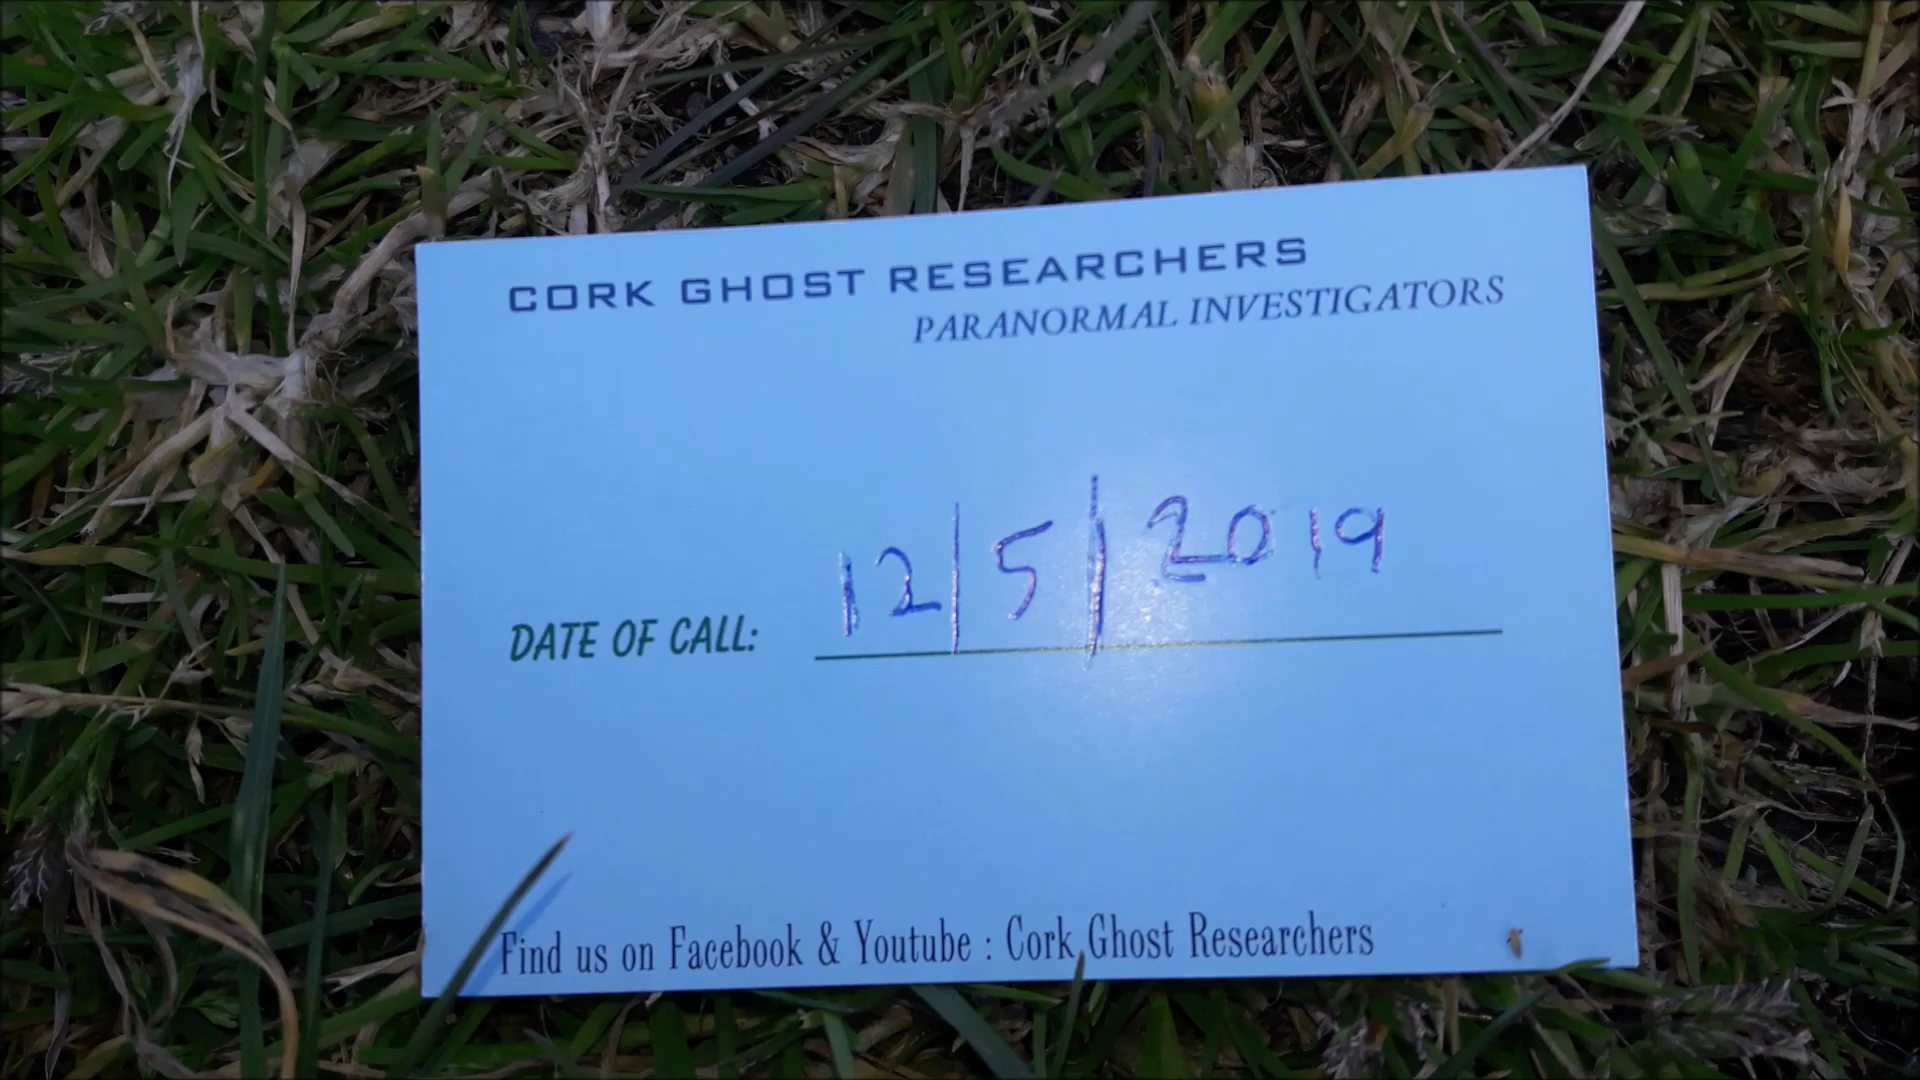 CORK GHOST RESEARCHERS
PARANORMAL INVESTIGATORS
DATE OF CALL: 12/5/2019
Find us on Facebook & Youtube : Cork Ghost Researchers